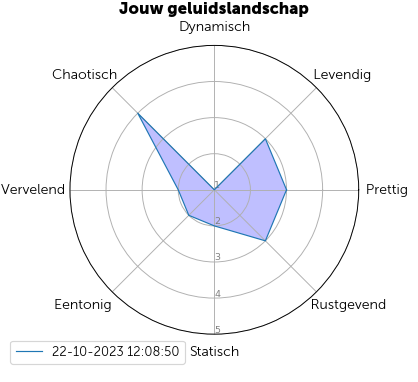 Jouw geluidslandschap
Dynamisch
Chaotisch
Levendig
Vervelend
1
Prettig
2
3
4
Eentonig
Rustgevend
5
22-10-2023 12:08:50
Statisch